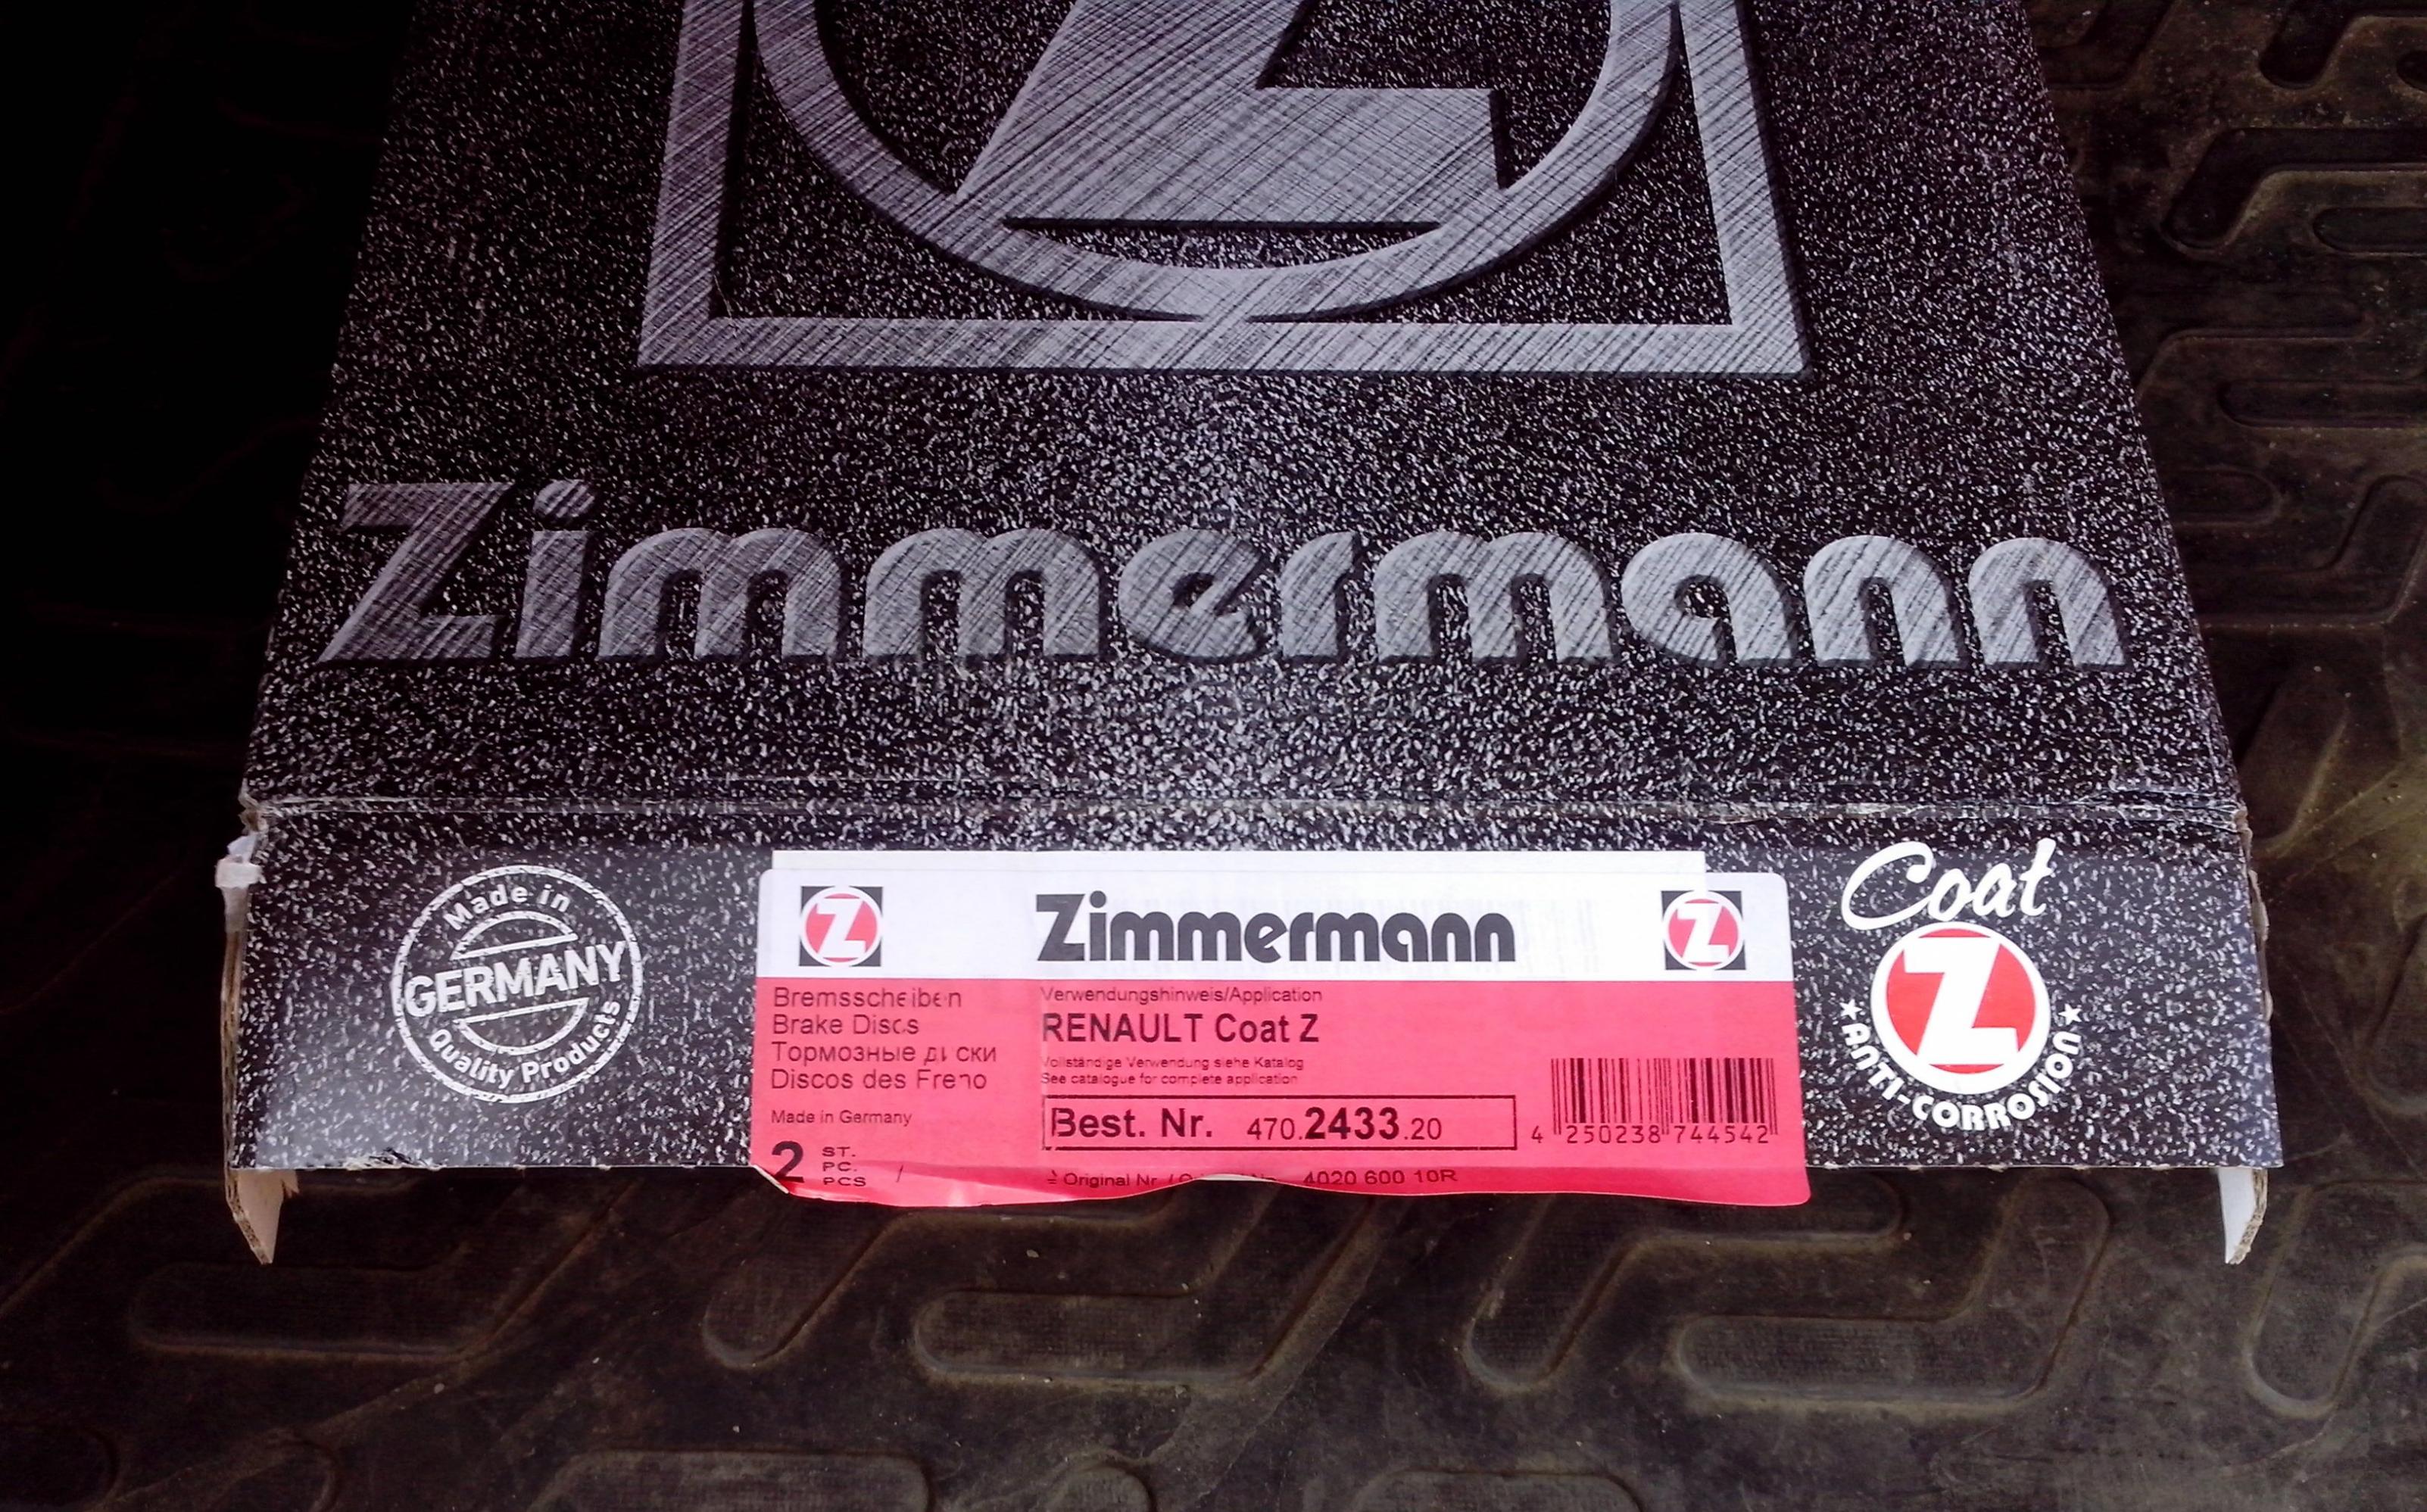 Zimmermann
Made in
GERMANY
Quality Products
Z Zimmermann Z
Bremsscheiben
Brake Discs
Тормозные диски
Discos des Freno
Made in Germany
2 ST.
PC.
PCS /
Verwendungshinweis/Application
RENAULT Coat Z
Vollständige Verwendung siehe Katalog
See catalogue for complete application
Best. Nr. 470.2433.20
Original Nr. 4020 600 10R
4 250238 744542
Coat
Z
ANTI-CORROSION